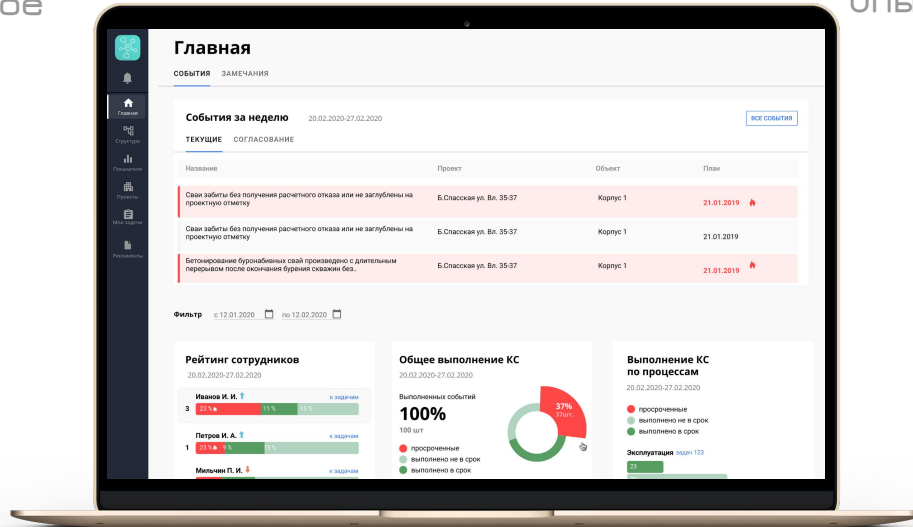 Главная
СОБЫТИЯ ЗАМЕЧАНИЯ
Главная
Структура
Показатели
Проекты
Мои задачи
Регламенты
События за неделю 20.02.2020-27.02.2020
ВСЕ СОБЫТИЯ
ТЕКУЩИЕ СОГЛАСОВАНИЕ
Название Проект Объект План
Сваи забиты без получения расчетного отказа или не заглублены на
проектную отметку
Б.Спасская ул. Вл. 35-37 Корпус 1 21.01.2019
Сваи забиты без получения расчетного отказа или не заглублены на
проектную отметку
Б.Спасская ул. Вл. 35-37 Корпус 1 21.01.2019
Бетонирование буронабивных свай произведено с длительным
перерывом после окончания бурения скважин без..
Б.Спасская ул. Вл. 35-37 Корпус 1 21.01.2019
Фильтр с 12.01.2020 по 12.02.2020
Рейтинг сотрудников
20.02.2020-27.02.2020
Иванов И. И. к задачам
3 23 % 11 % 15 %
Петров И. А. к задачам
1 23 % 9 % 15 %
Мильчин П. И. к задачам
Общее выполнение КС
20.02.2020-27.02.2020
Выполненных событий
100%
100 шт
37%
37шт.
просроченные
выполнено не в срок
выполнено в срок
Выполнение КС
по процессам
20.02.2020-27.02.2020
просроченные
выполнено не в срок
выполнено в срок
Эксплуатация задач 123
23